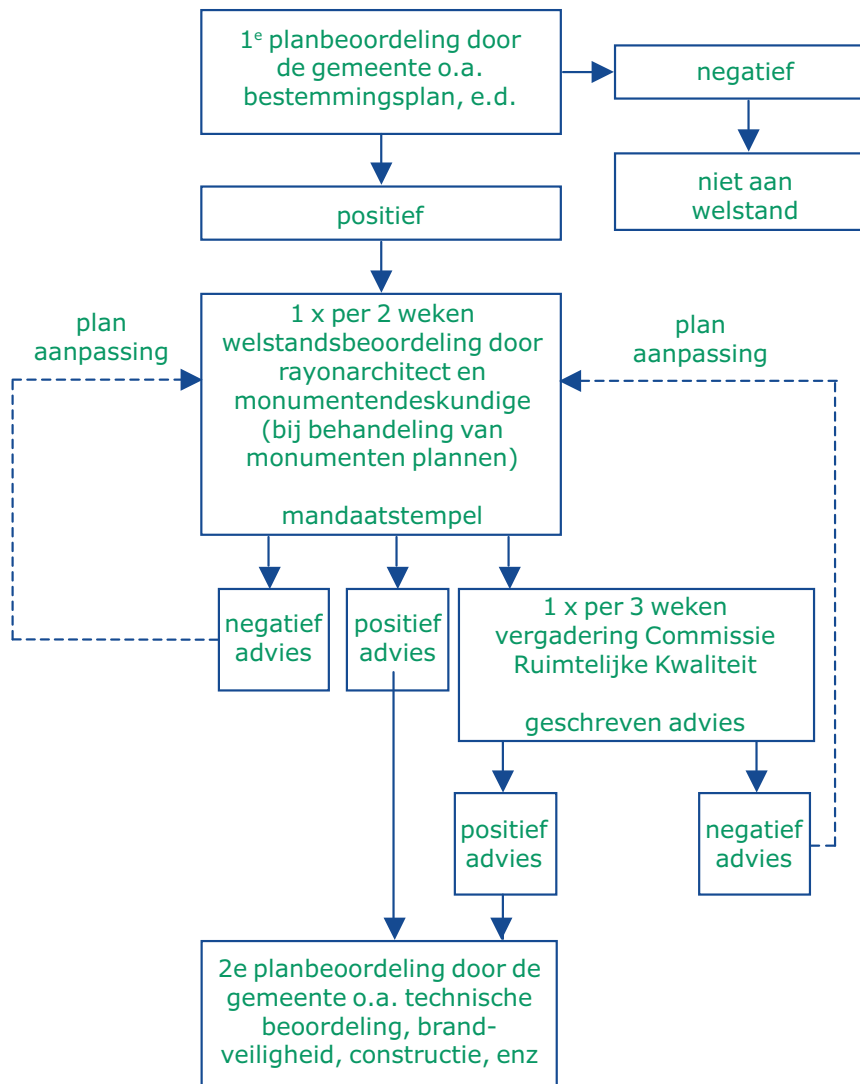 1e planbeoordeling door
de gemeente o.a.
bestemmingsplan, e.d.
negatief
niet aan
welstand
positief
plan
aanpassing
1 x per 2 weken
welstandsbeoordeling door
rayonarchitect en
monumentendeskundige
(bij behandeling van
monumenten plannen)
mandaatstempel
plan
aanpassing
negatief
advies
positief
advies
1 x per 3 weken
vergadering Commissie
Ruimtelijke Kwaliteit
geschreven advies
positief
advies
negatief
advies
2e planbeoordeling door de
gemeente o.a. technische
beoordeling, brand-
veiligheid, constructie, enz